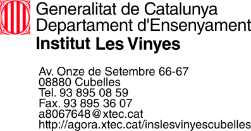 Generalitat de Catalunya
Departament d'Ensenyament
Institut Les Vinyes
Av. Onze de Setembre 66-67
08880 Cubelles
Tel. 93 895 08 59
Fax. 93 895 36 07
a8067648@xtec.cat
http://agora.xtec.cat/inslesvinyescubelles